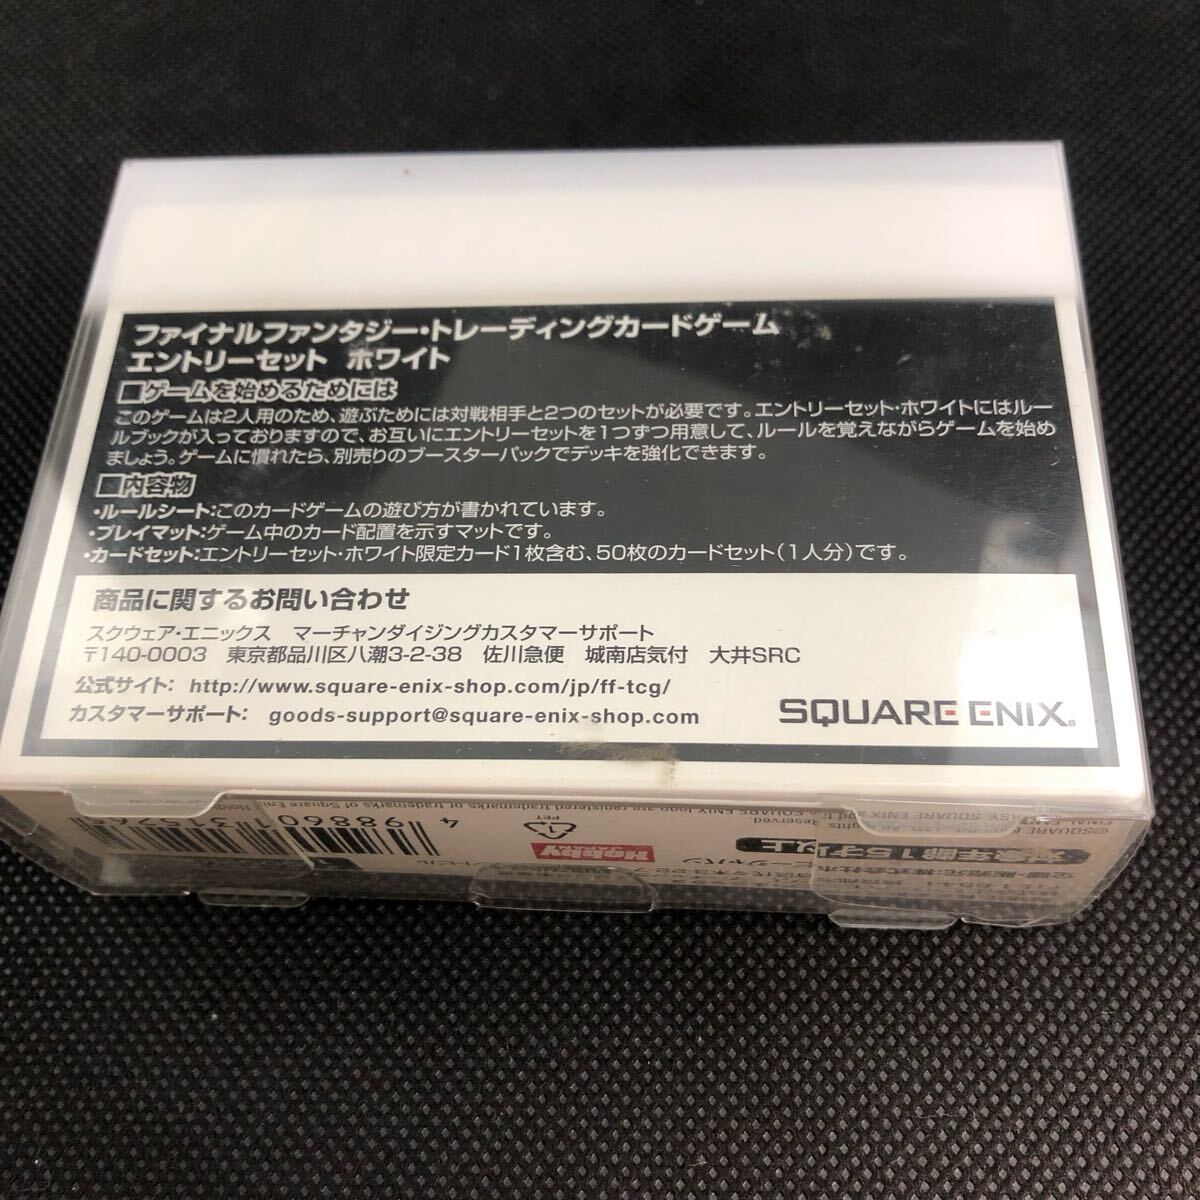 ファイナルファンタジー・トレーディングカードゲーム
エントリーセット ホワイト
■ゲームを始めるためには
このゲームは2人用のため、遊ぶためには対戦相手と2つのセットが必要です。エントリーセット・ホワイトにはルー
ルブックが入っておりますので、お互いにエントリーセットを1つずつ用意して、ルールを覚えながらゲームを始め
ましょう。ゲームに慣れたら、別売りのブースターパックでデッキを強化できます。
■内容物
・ルールシート:このカードゲームの遊び方が書かれています。
・プレイマット:ゲーム中のカード配置を示すマットです。
・カードセット:エントリーセット・ホワイト限定カード1枚含む、50枚のカードセット(1人分)です。
商品に関するお問い合わせ
スクウェア・エニックス マーチャンダイジングカスタマーサポート
〒140-0003 東京都品川区八潮3-2-38 佐川急便 城南店気付 大井SRC
公式サイト: http://www.square-enix-shop.com/jp/ff-tcg/
カスタマーサポート: goods-support@square-enix-shop.com
SQUARE ENIX®
対象年齢15才以上
Hobby
JAPAN
PET
4 988601 315765